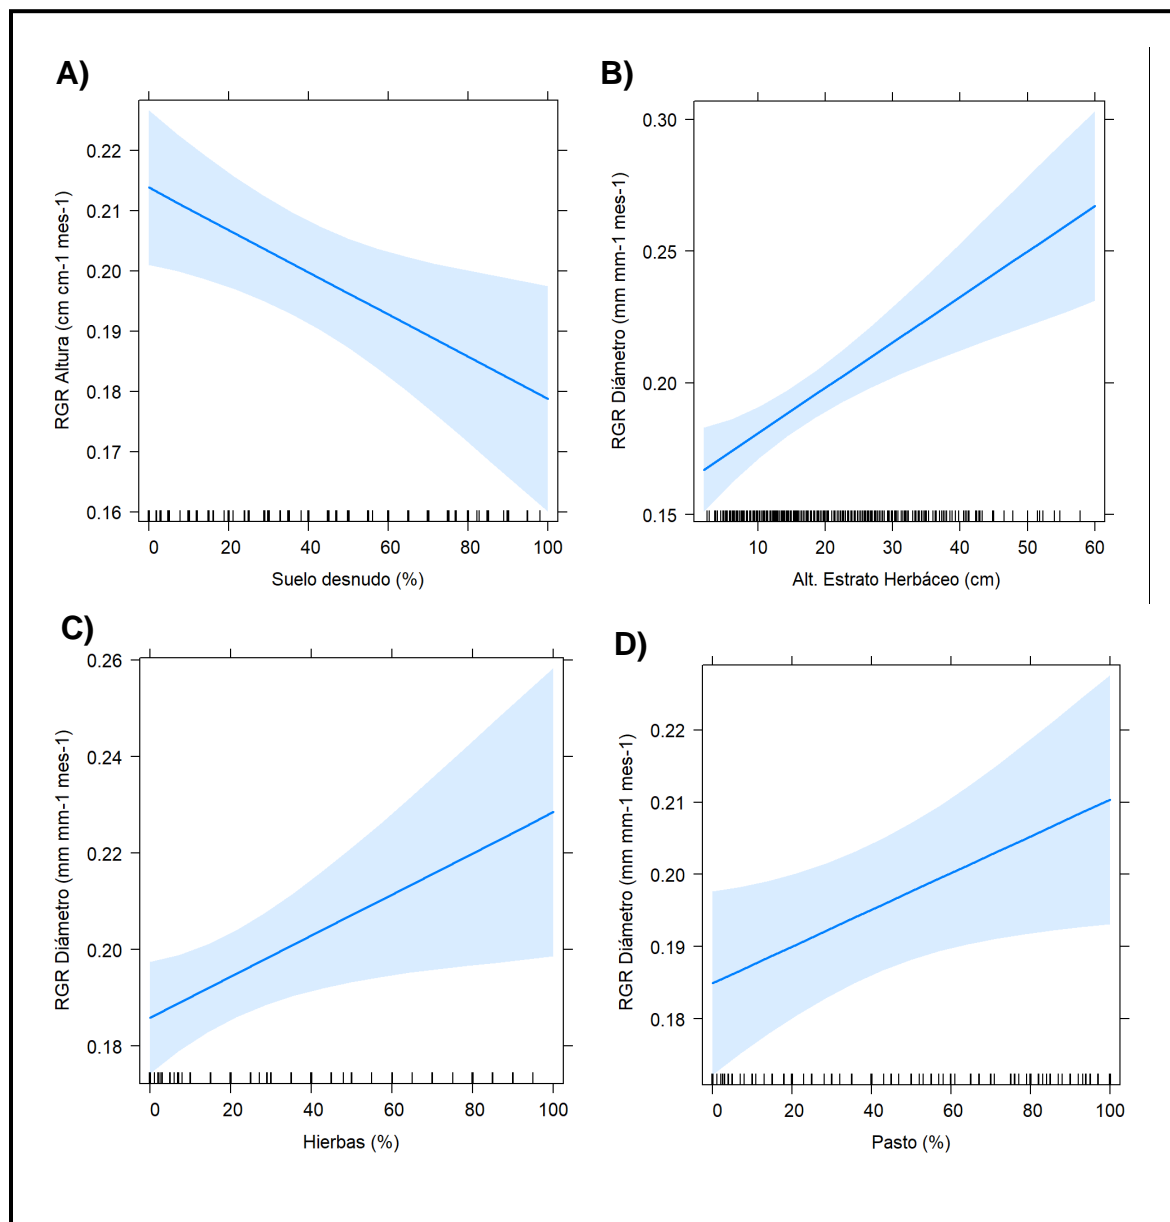 A)
RGR Altura (cm cm-1 mes-1)
0.22
0.21
0.20
0.19
0.18
0.17
0.16
0 20 40 60 80 100
Suelo desnudo (%)
B)
RGR Diámetro (mm mm-1 mes-1)
0.30
0.25
0.20
0.15
10 20 30 40 50 60
Alt. Estrato Herbáceo (cm)
C)
RGR Diámetro (mm mm-1 mes-1)
0.26
0.24
0.22
0.20
0.18
0 20 40 60 80 100
Hierbas (%)
D)
RGR Diámetro (mm mm-1 mes-1)
0.22
0.21
0.20
0.19
0.18
0 20 40 60 80 100
Pasto (%)